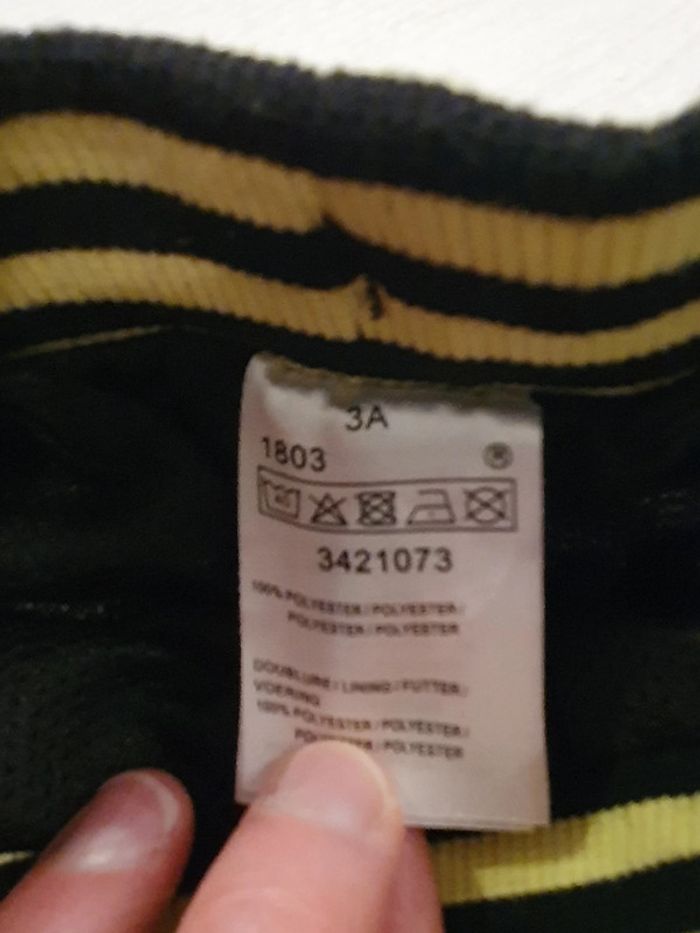 3A
1803 ®
3421073
100% POLYESTER / POLYESTER /
POLYESTER / POLYESTER
DOUBLURE / LINING / FUTTER /
VOERING
100% POLYESTER / POLYESTER /
POLYESTER / POLYESTER